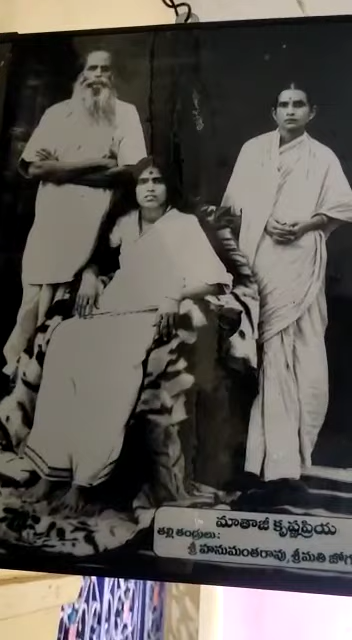 మాతాజీ కృష్ణప్రియ
తల్లి తండ్రులు:
శ్రీ హనుమంతరావు, శ్రీమతి